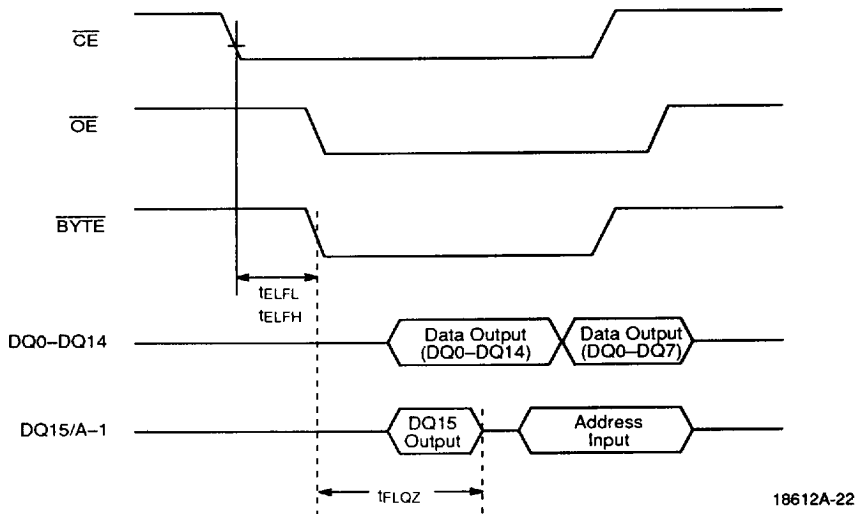 CE
OE
BYTE
tELFL
tELFH
DQ0–DQ14
Data Output
(DQ0–DQ14)
Data Output
(DQ0–DQ7)
DQ15/A–1
DQ15
Output
Address
Input
tFLQZ
18612A-22